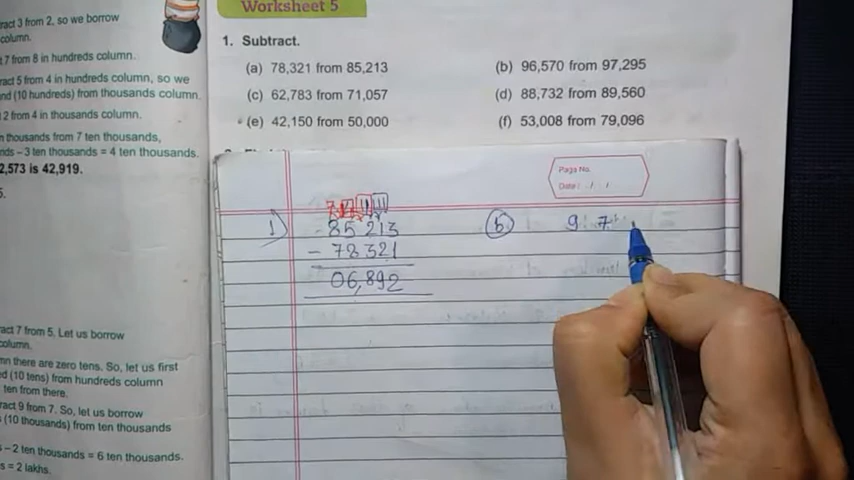 ract 3 from 2, so we borrow
column.
t 7 from 8 in hundreds column.
ract 5 from 4 in hundreds column, so we
nd (10 hundreds) from thousands column.
t 2 from 4 in thousands column.
n thousands from 7 ten thousands,
nds – 3 ten thousands = 4 ten thousands.
2,573 is 42,919.
5.
ract 7 from 5. Let us borrow
column.
mn there are zero tens. So, let us first
ed (10 tens) from hundreds column
ten from there.
ract 9 from 7. So, let us borrow
s (10 thousands) from ten thousands
s – 2 ten thousands = 6 ten thousands.
s = 2 lakhs.
Worksheet 5
1. Subtract.
(a) 78,321 from 85,213 (b) 96,570 from 97,295
(c) 62,783 from 71,057 (d) 88,732 from 89,560
(e) 42,150 from 50,000 (f) 53,008 from 79,096
Page No.
Date : / /
1) 85213 (b) 9 7
- 78321
06,892